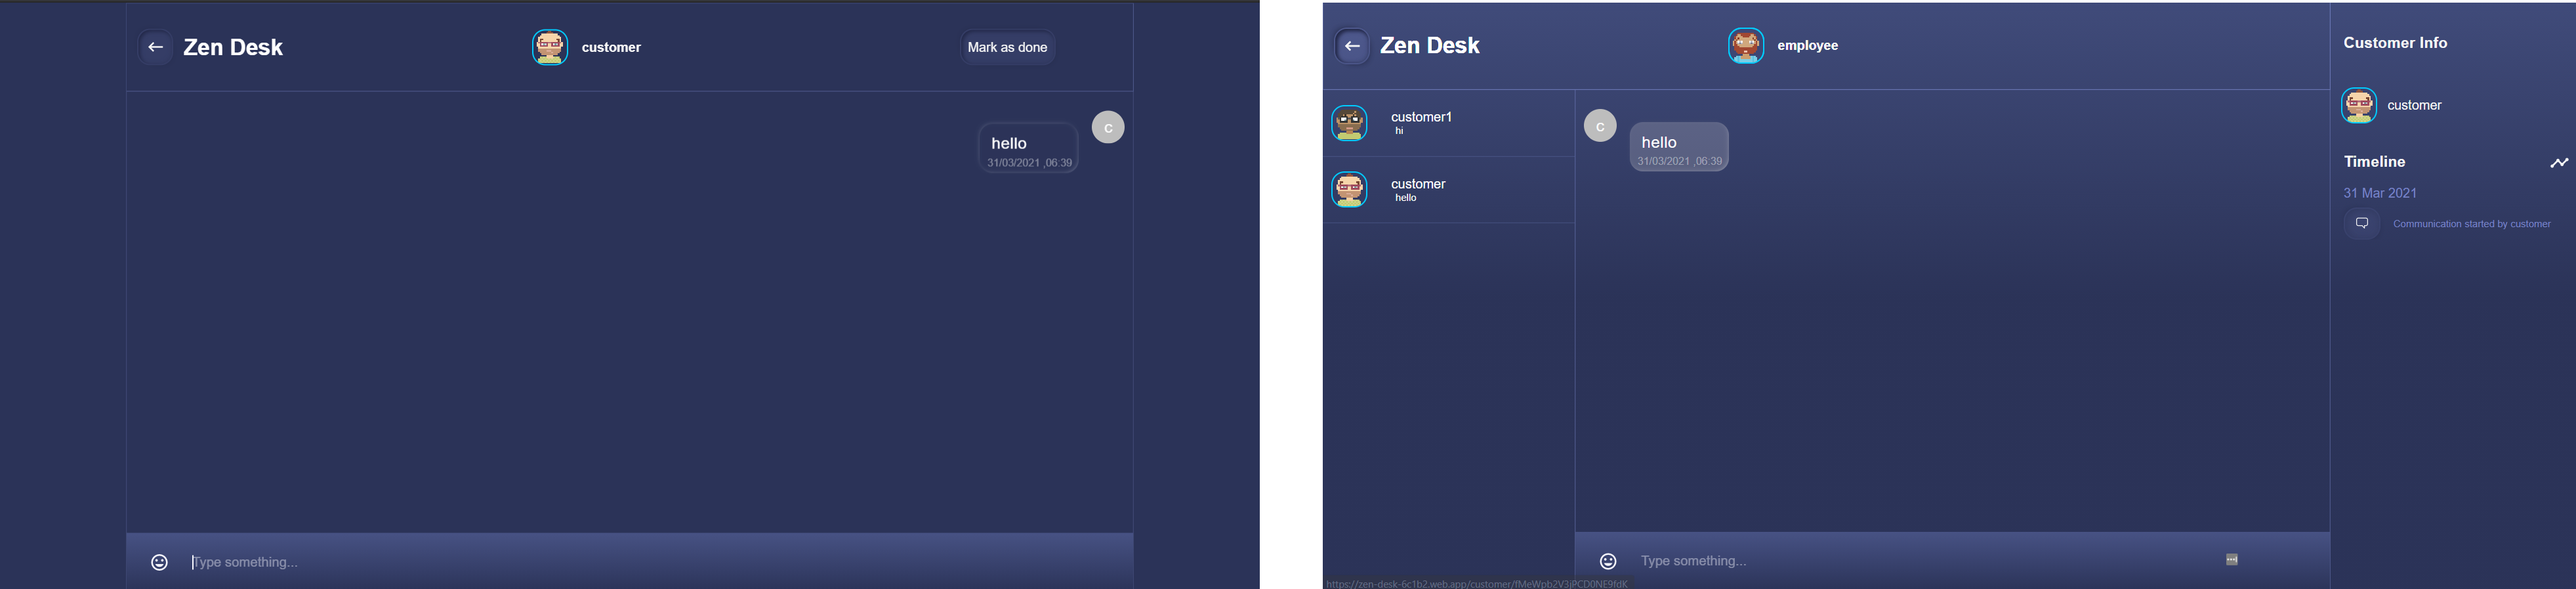 Zen Desk
customer
Mark as done
C
hello
31/03/2021 ,06:39
Type something...
Zen Desk
employee
customer1
hi
customer
hello
C
hello
31/03/2021 ,06:39
Type something...
https://zen-desk-6c1b2.web.app/customer/fMeWpb2V3jPCD0NE9fdK
Customer Info
customer
Timeline
31 Mar 2021
Communication started by customer